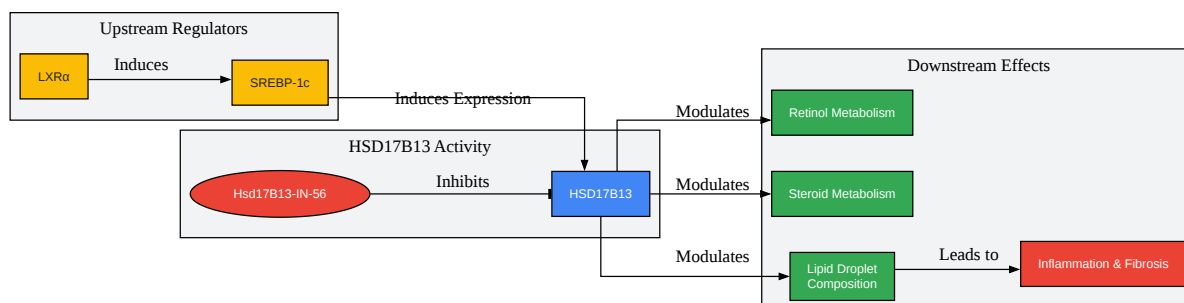 Upstream Regulators
LXRα
Induces
SREBP-1c
Induces Expression
HSD17B13 Activity
Hsd17B13-IN-56
Inhibits
HSD17B13
Downstream Effects
Modulates
Retinol Metabolism
Modulates
Steroid Metabolism
Modulates
Lipid Droplet
Composition
Leads to
Inflammation & Fibrosis